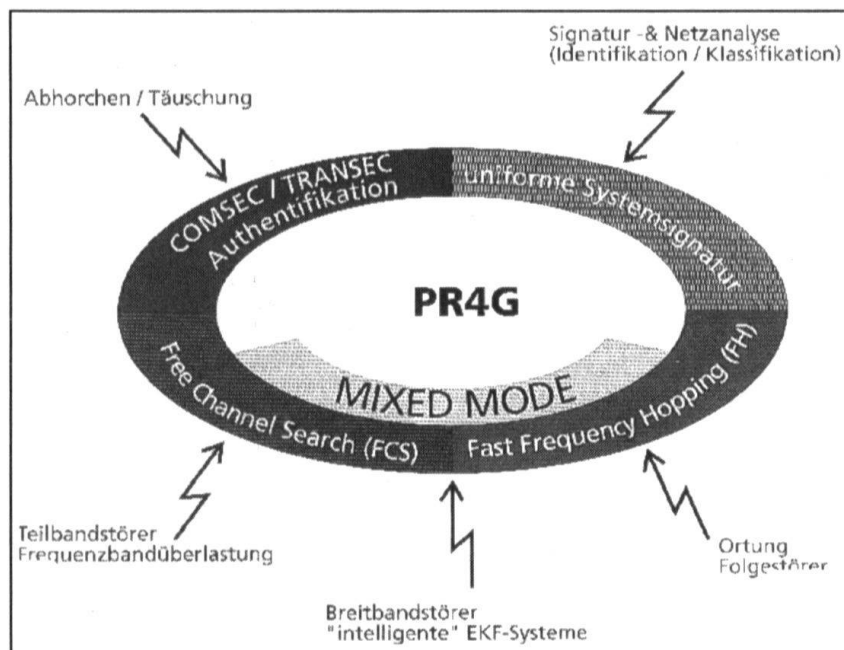 Signatur -& Netzanalyse
(Identifikation / Klassifikation)
Abhorchen / Täuschung
COMSEC / TRANSEC
Authentifikation
uniforme Systemsignatur
PR4G
MIXED MODE
Free Channel Search (FCS)
Fast Frequency Hopping (FH)
Teilbandstörer
Frequenzbandüberlastung
Ortung
Folgestörer
Breitbandstörer
"intelligente" EKF-Systeme